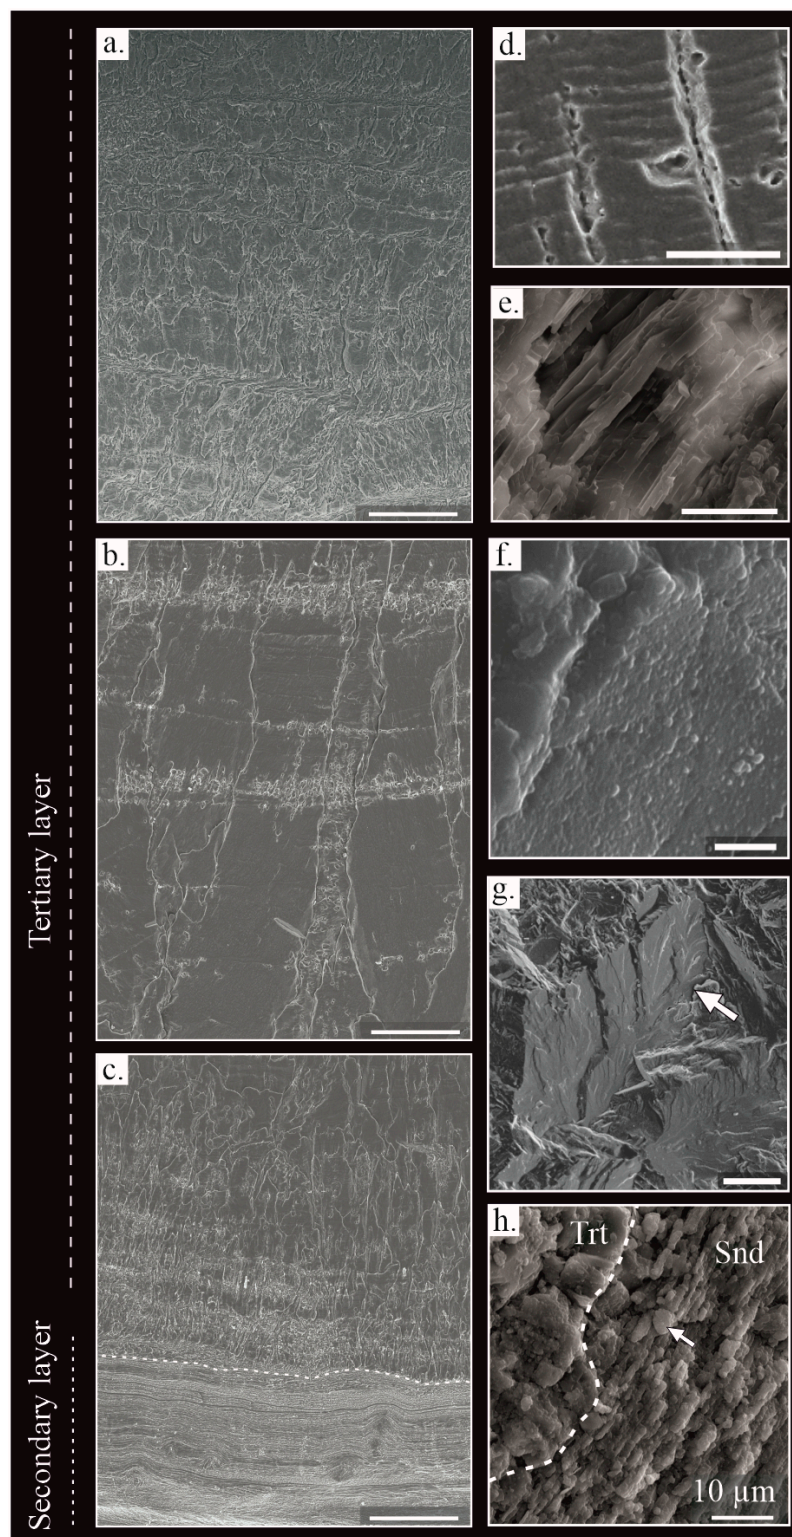 a.
b.
c.
Tertiary layer
Secondary layer
d.
e.
f.
g.
h.
Trt
Snd
10 µm